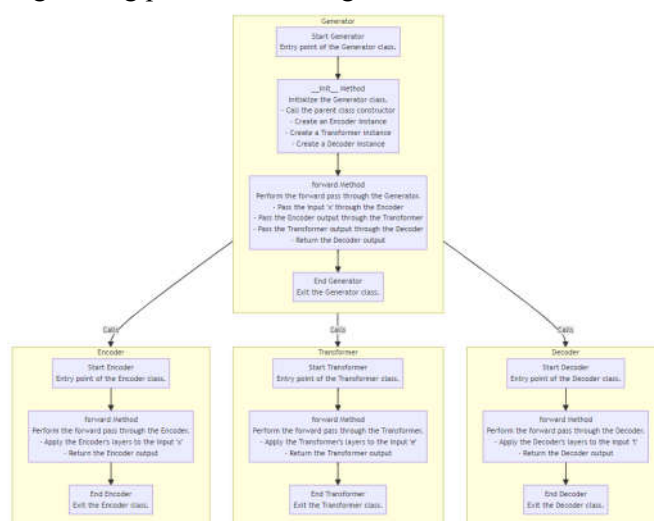 Generator
Start Generator
Entry point of the Generator class.
__init__ Method
Initialize the Generator class.
- Call the parent class constructor
- Create an Encoder instance
- Create a Transformer instance
- Create a Decoder instance
forward Method
Perform the forward pass through the Generator.
- Pass the input 'x' through the Encoder
- Pass the Encoder output through the Transformer
- Pass the Transformer output through the Decoder
- Return the Decoder output
End Generator
Exit the Generator class.
Calls
Calls
Calls
Encoder
Start Encoder
Entry point of the Encoder class.
forward Method
Perform the forward pass through the Encoder.
- Apply the Encoder's layers to the input 'x'
- Return the Encoder output
End Encoder
Exit the Encoder class.
Transformer
Start Transformer
Entry point of the Transformer class.
forward Method
Perform the forward pass through the Transformer.
- Apply the Transformer's layers to the input 'e'
- Return the Transformer output
End Transformer
Exit the Transformer class.
Decoder
Start Decoder
Entry point of the Decoder class.
forward Method
Perform the forward pass through the Decoder.
- Apply the Decoder's layers to the input 't'
- Return the Decoder output
End Decoder
Exit the Decoder class.